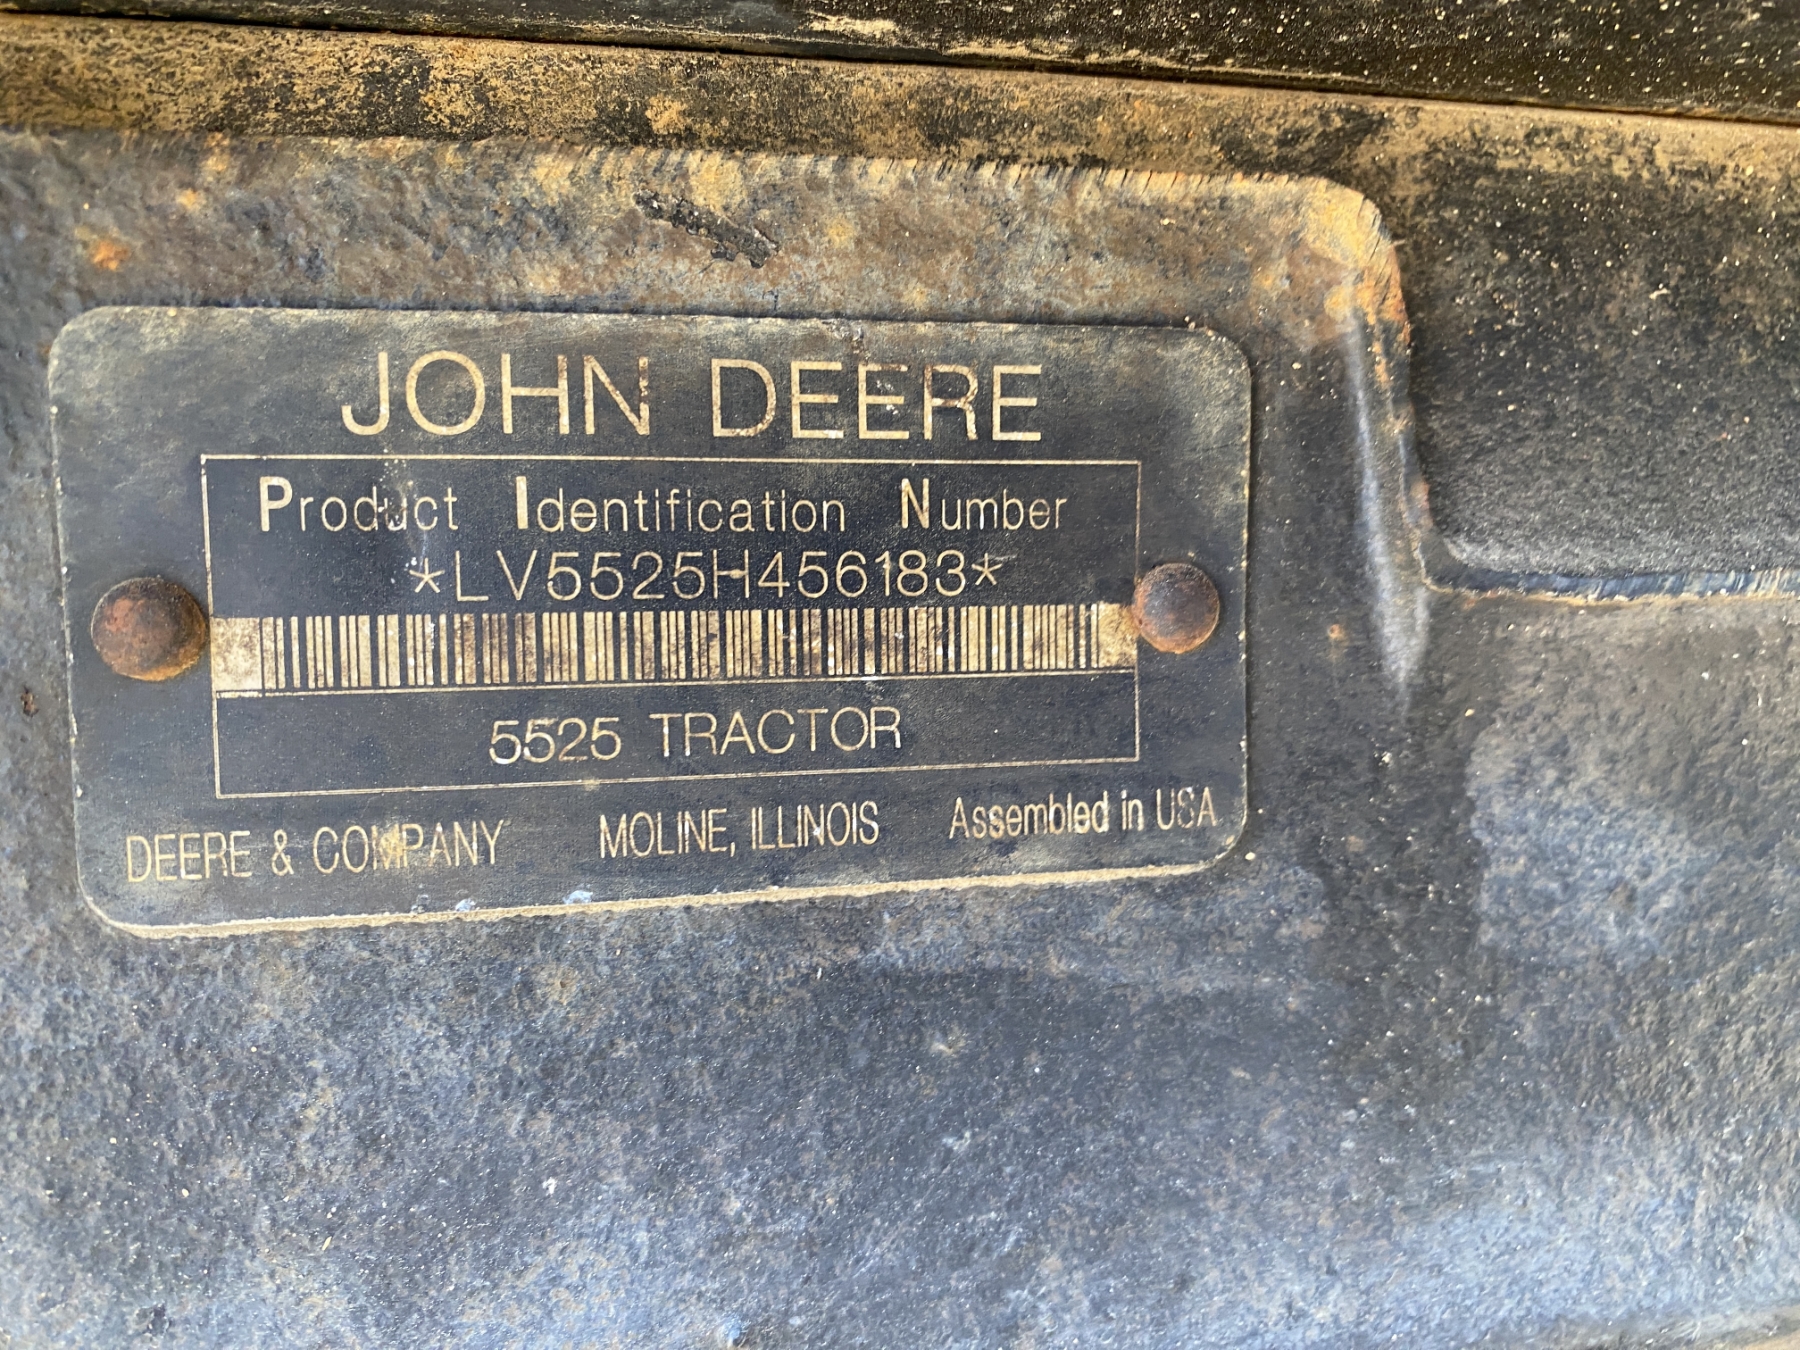 JOHN DEERE
Product Identification Number
*LV5525H456183*
5525 TRACTOR
DEERE & COMPANY MOLINE, ILLINOIS Assembled in USA